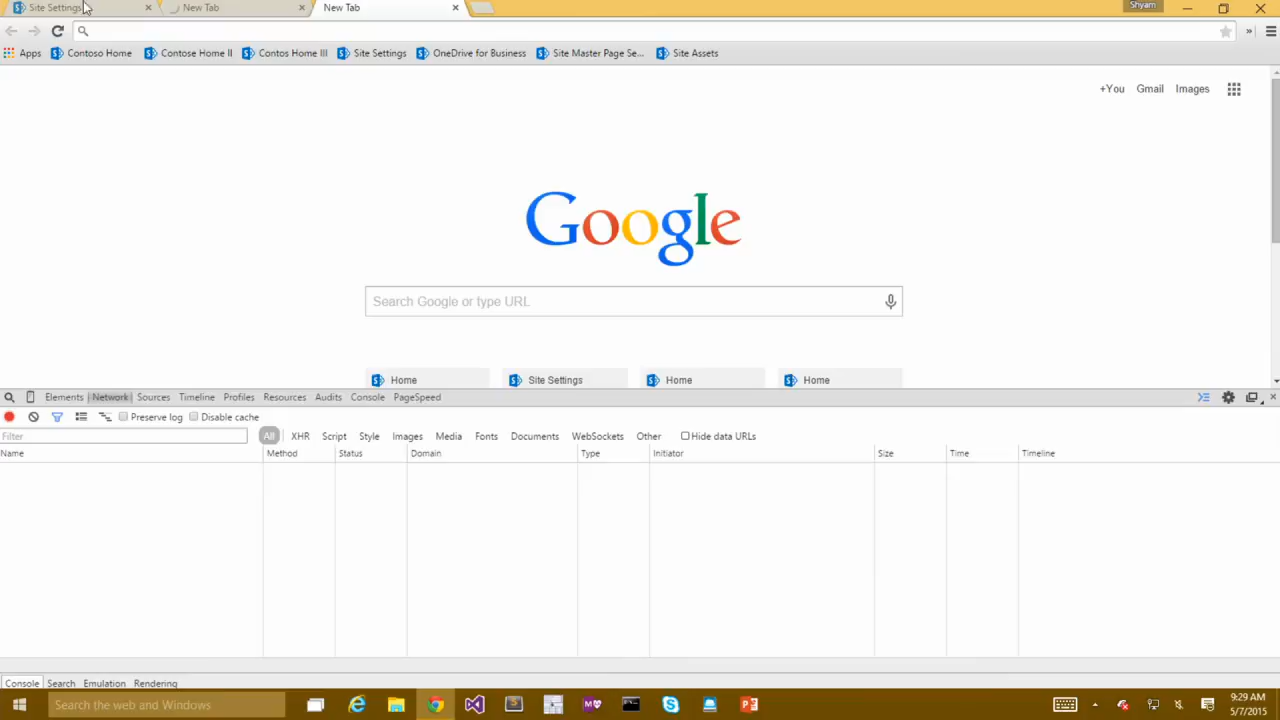 Site Settings New Tab New Tab Shyam
Apps Contoso Home Contose Home II Contos Home III Site Settings OneDrive for Business Site Master Page Se... Site Assets
+You Gmail Images
Google
Search Google or type URL
Home Site Settings Home Home
Elements Network Sources Timeline Profiles Resources Audits Console PageSpeed
Preserve log Disable cache
Filter All XHR Script Style Images Media Fonts Documents WebSockets Other Hide data URLs
Name Method Status Domain Type Initiator Size Time Timeline
Console Search Emulation Rendering
Search the web and Windows
9:29 AM
5/7/2015